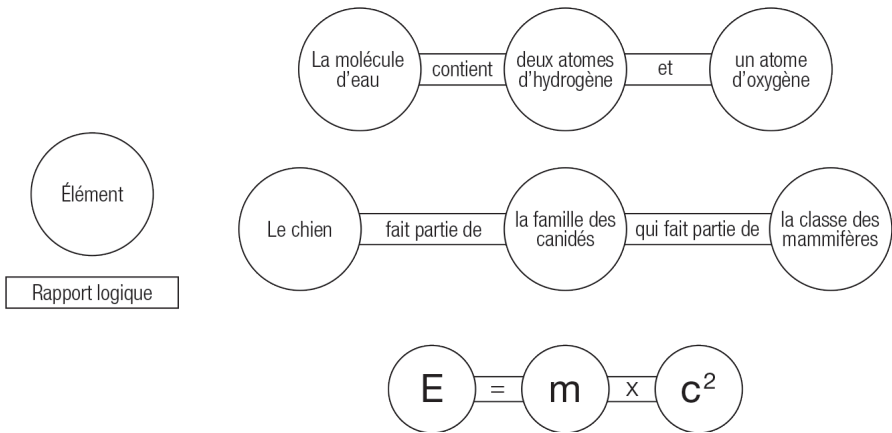 La molécule
d'eau
contient
deux atomes
d'hydrogène
et
un atome
d'oxygène
Élément
Rapport logique
Le chien
fait partie de
la famille des
canidés
qui fait partie de
la classe des
mammifères
E = m x c²